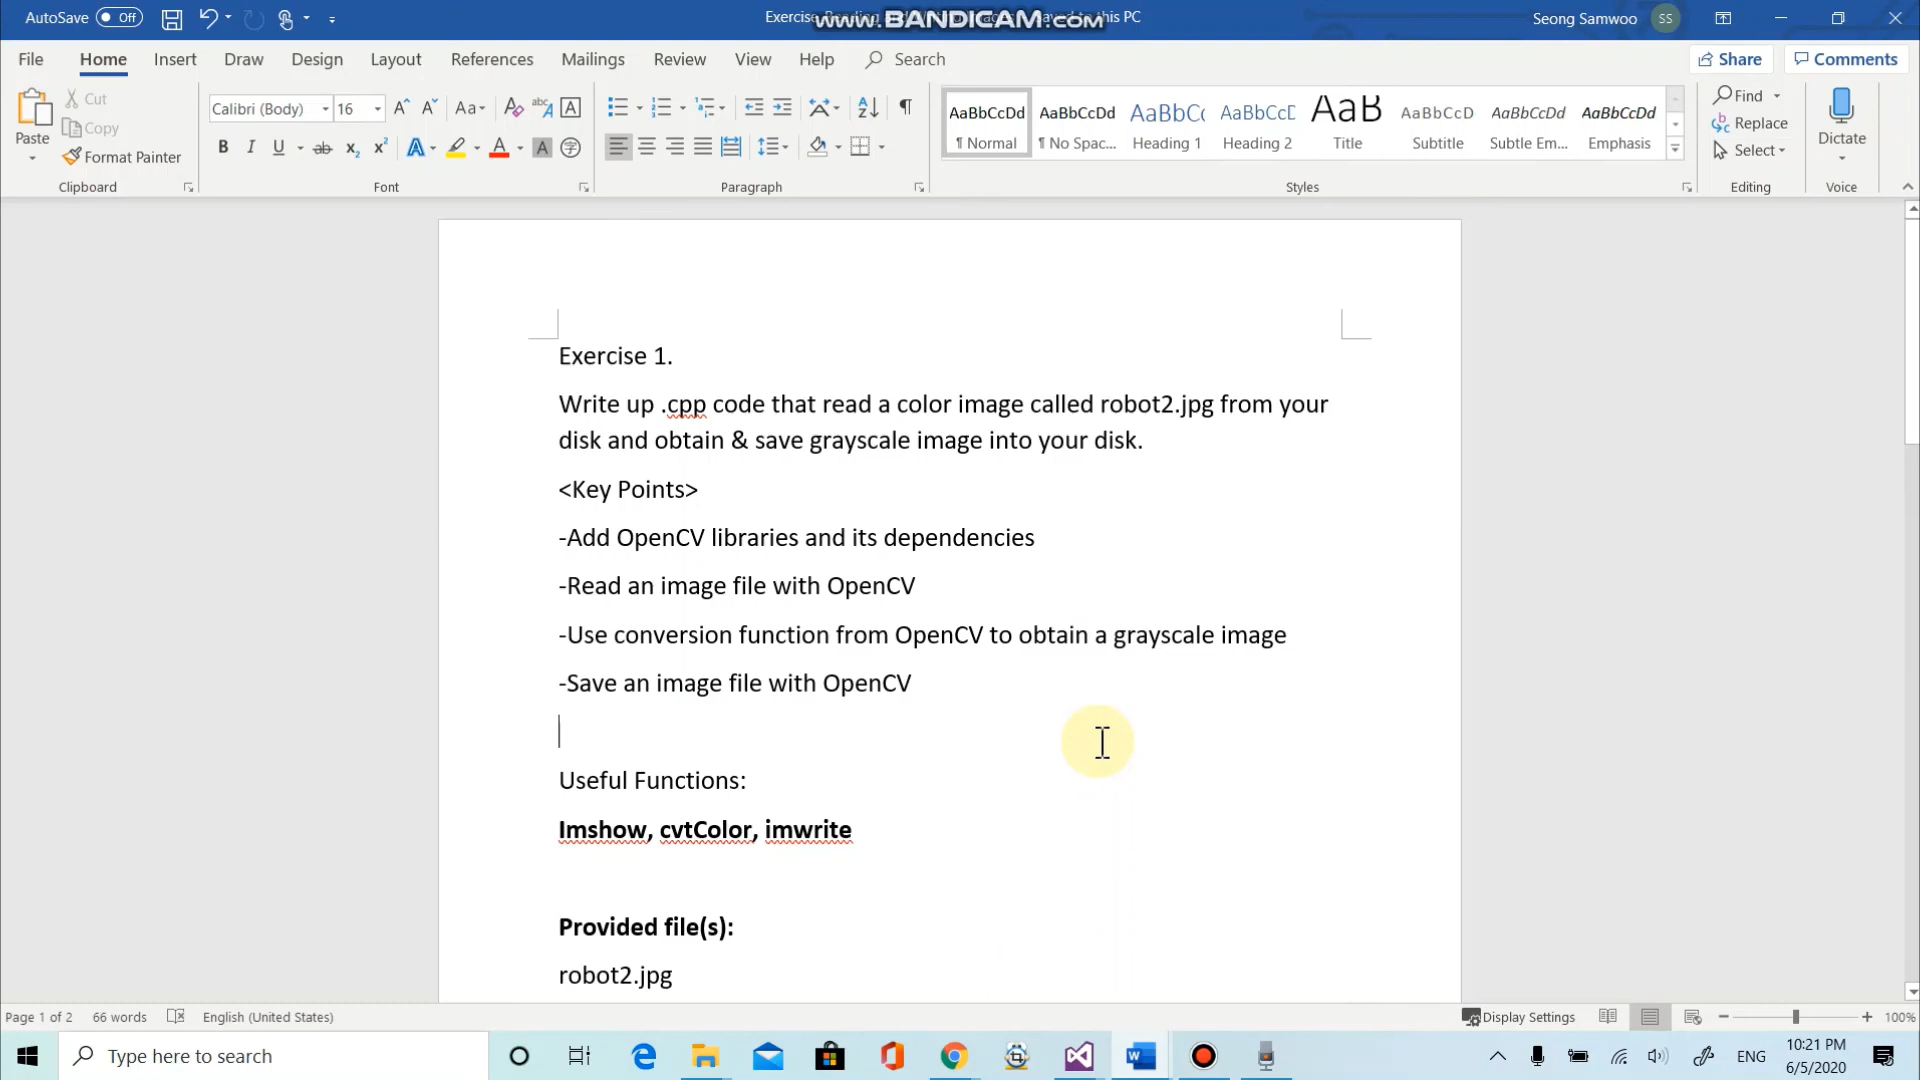 AutoSave Off
Exercise
www.BANDICAM.com
this PC
Seong Samwoo SS
File Home Insert Draw Design Layout References Mailings Review View Help Search
Share Comments
Paste
Cut
Copy
Format Painter
Clipboard
Calibri (Body) 16
Font
Paragraph
AaBbCcDd
¶ Normal
AaBbCcDd
¶ No Spac...
AaBbC(
Heading 1
AaBbCcD
Heading 2
AaB
Title
AaBbCcD
Subtitle
AaBbCcDd
Subtle Em...
AaBbCcDd
Emphasis
Styles
Find
Replace
Select
Editing
Dictate
Voice
Exercise 1.
Write up .cpp code that read a color image called robot2.jpg from your
disk and obtain & save grayscale image into your disk.
<Key Points>
-Add OpenCV libraries and its dependencies
-Read an image file with OpenCV
-Use conversion function from OpenCV to obtain a grayscale image
-Save an image file with OpenCV
Useful Functions:
Imshow, cvtColor, imwrite
Provided file(s):
robot2.jpg
Page 1 of 2 66 words English (United States) Display Settings 100%
Type here to search
ENG
10:21 PM
6/5/2020